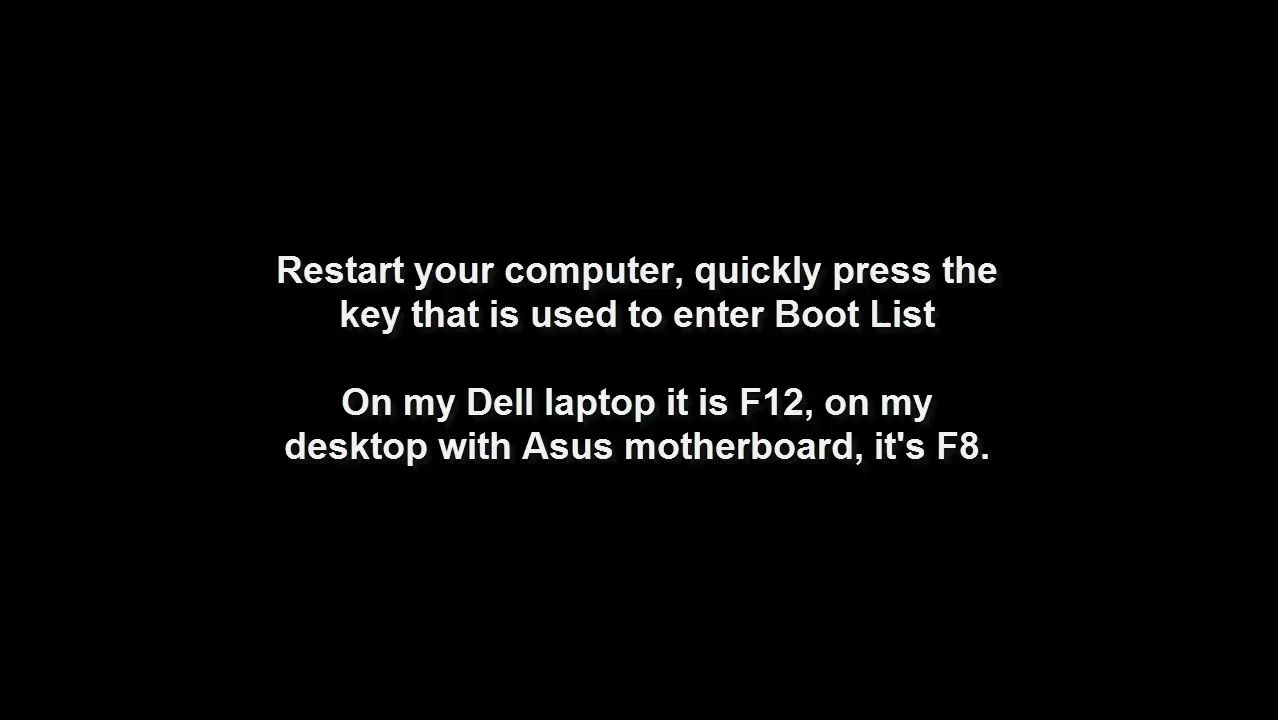 Restart your computer, quickly press the
key that is used to enter Boot List
On my Dell laptop it is F12, on my
desktop with Asus motherboard, it's F8.